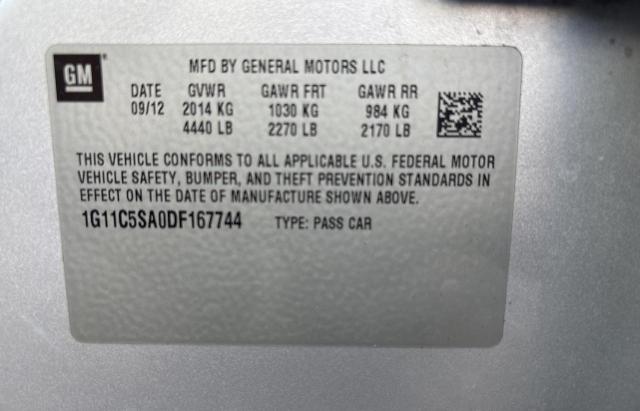 GM
MFD BY GENERAL MOTORS LLC
DATE GVWR GAWR FRT GAWR RR
09/12 2014 KG 1030 KG 984 KG
4440 LB 2270 LB 2170 LB
THIS VEHICLE CONFORMS TO ALL APPLICABLE U.S. FEDERAL MOTOR
VEHICLE SAFETY, BUMPER, AND THEFT PREVENTION STANDARDS IN
EFFECT ON THE DATE OF MANUFACTURE SHOWN ABOVE.
1G11C5SA0DF167744 TYPE: PASS CAR